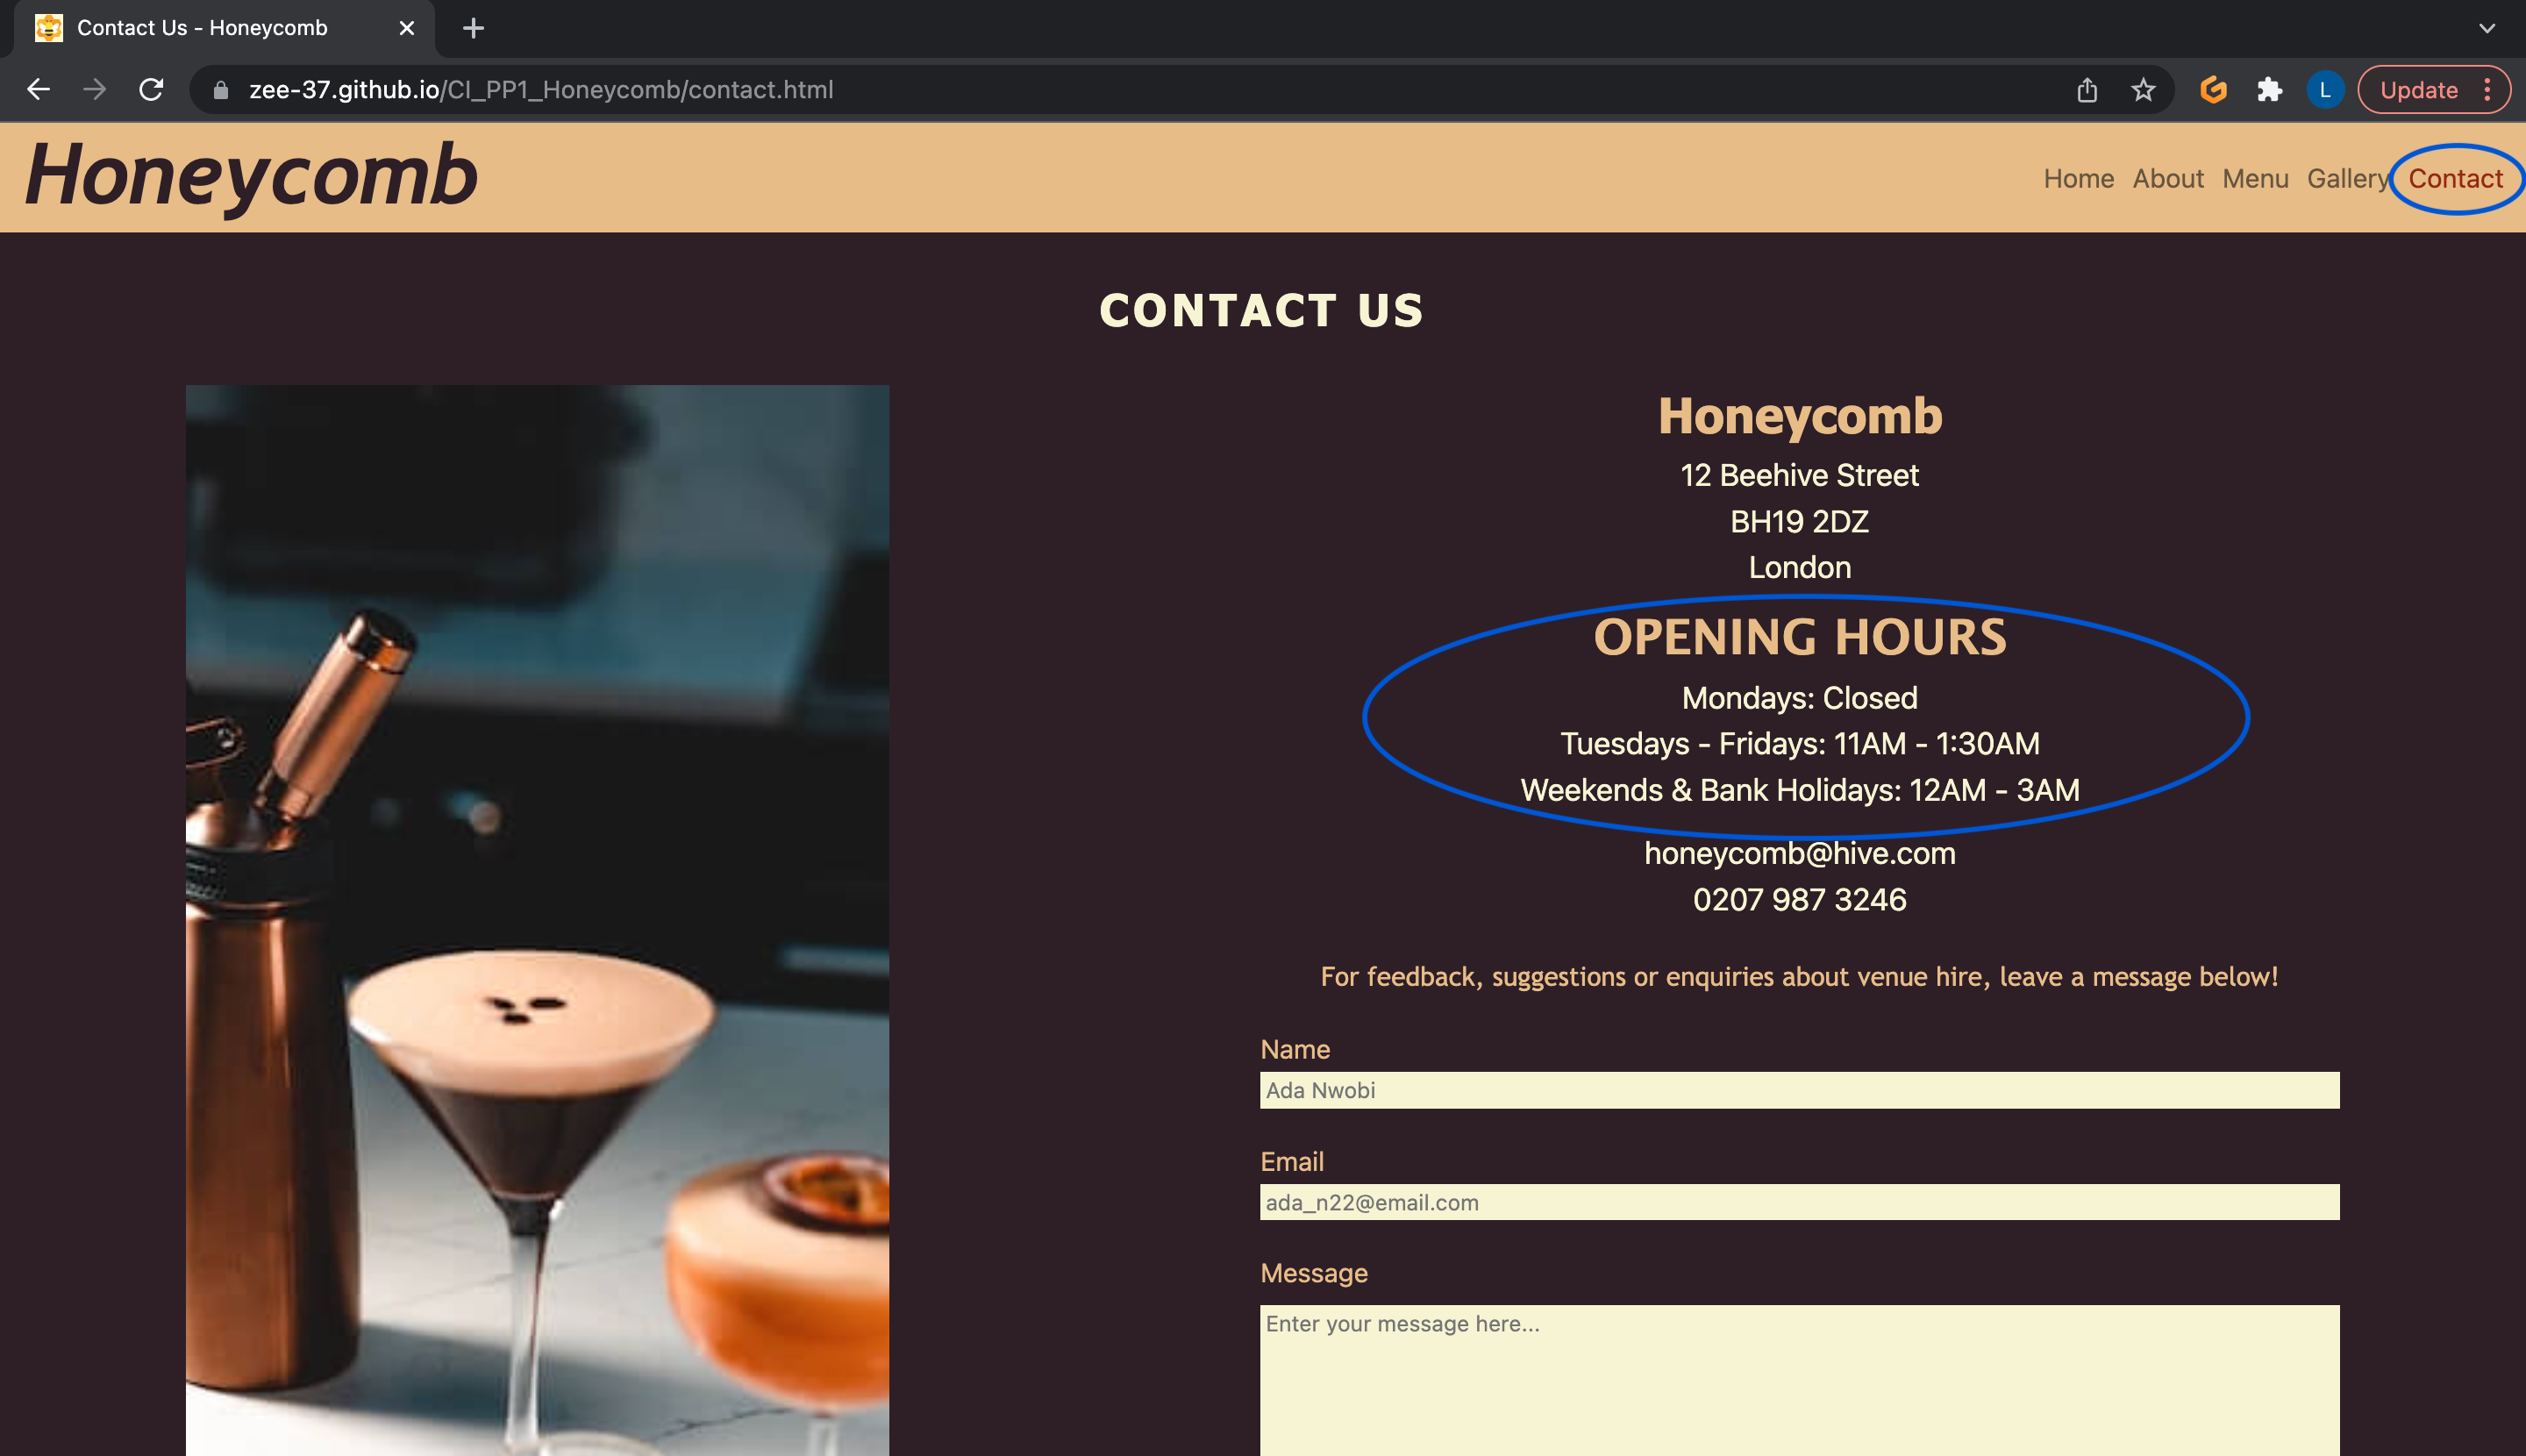 Contact Us - Honeycomb
zee-37.github.io/CI_PP1_Honeycomb/contact.html
L
Update
Honeycomb
Home About Menu Gallery Contact
CONTACT US
Honeycomb
12 Beehive Street
BH19 2DZ
London
OPENING HOURS
Mondays: Closed
Tuesdays - Fridays: 11AM - 1:30AM
Weekends & Bank Holidays: 12AM - 3AM
honeycomb@hive.com
0207 987 3246
For feedback, suggestions or enquiries about venue hire, leave a message below!
Name
Ada Nwobi
Email
ada_n22@email.com
Message
Enter your message here...